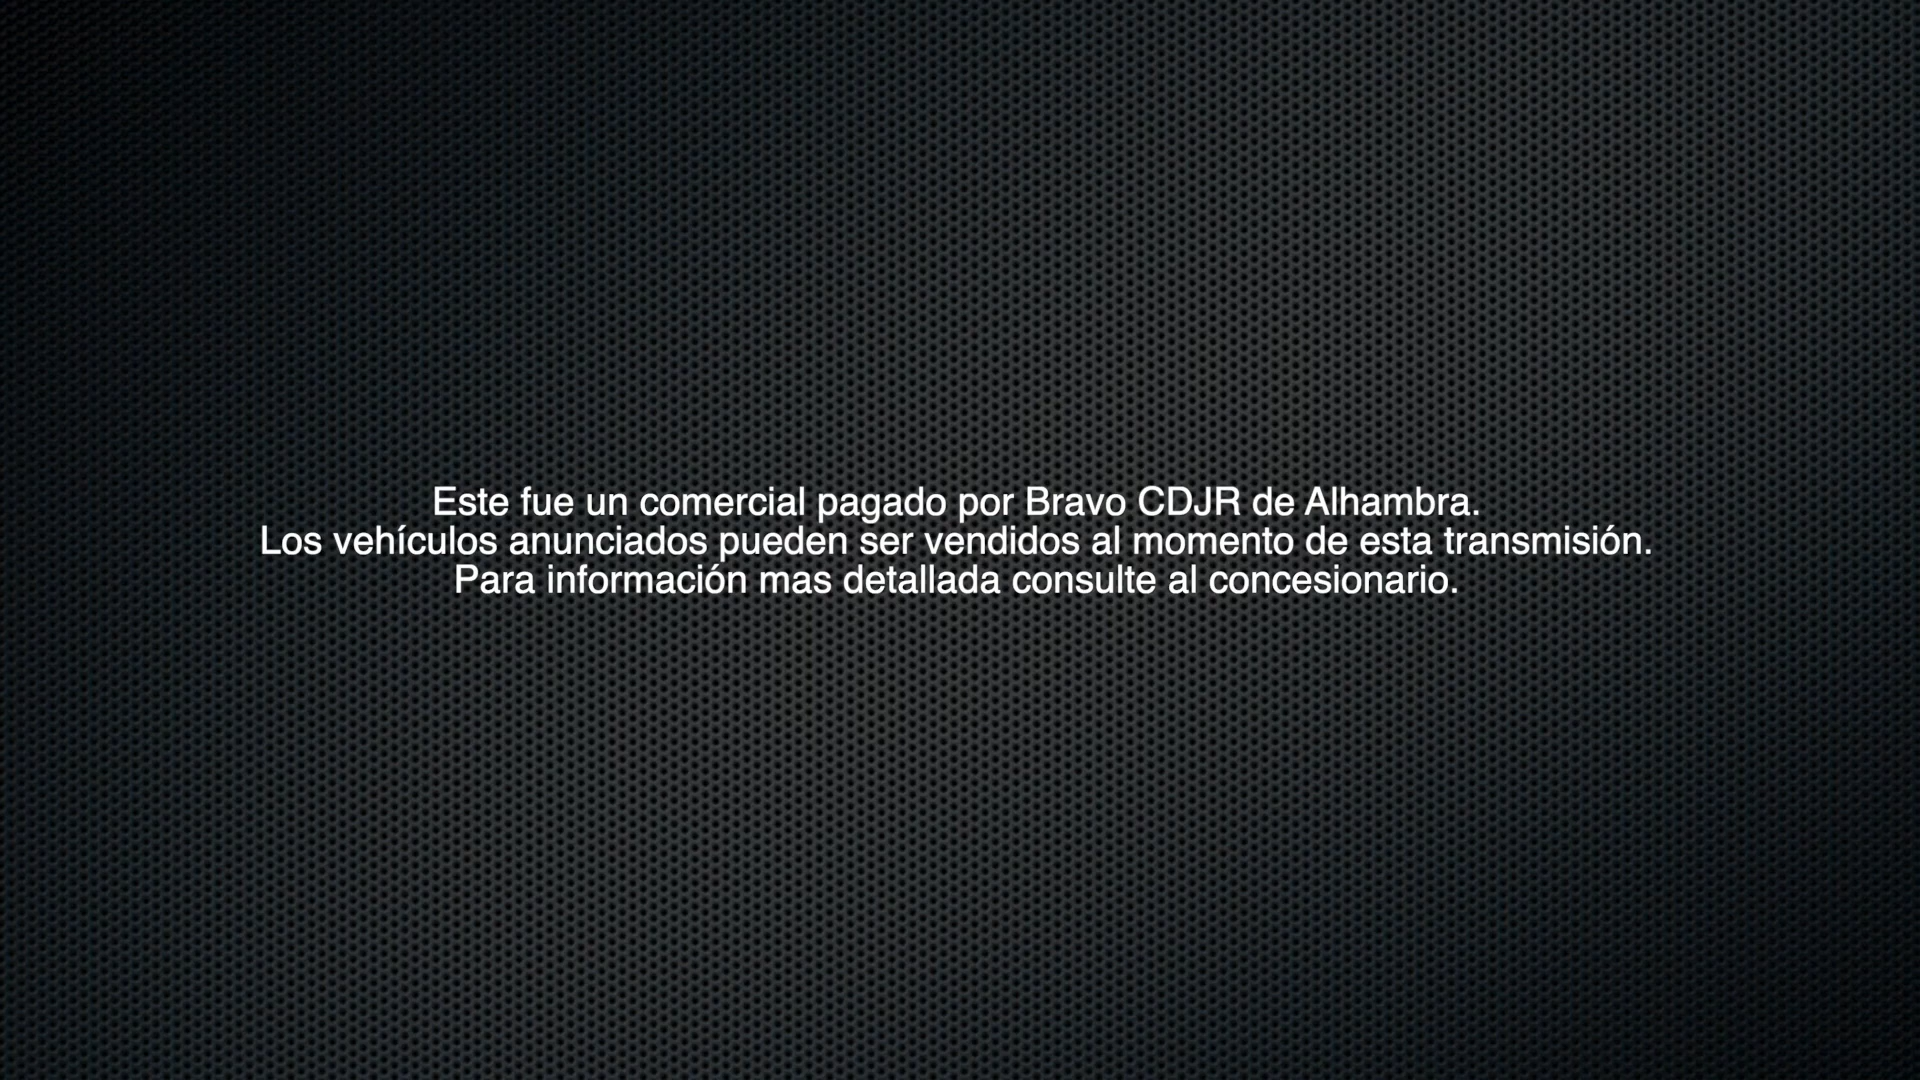 Este fue un comercial pagado por Bravo CDJR de Alhambra.
Los vehículos anunciados pueden ser vendidos al momento de esta transmisión.
Para información mas detallada consulte al concesionario.